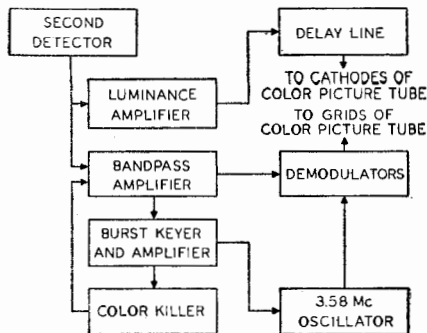 SECOND
DETECTOR
DELAY LINE
TO CATHODES OF
COLOR PICTURE TUBE
LUMINANCE
AMPLIFIER
TO GRIDS OF
COLOR PICTURE TUBE
BANDPASS
AMPLIFIER
DEMODULATORS
BURST KEYER
AND AMPLIFIER
COLOR KILLER
3.58 Mc
OSCILLATOR